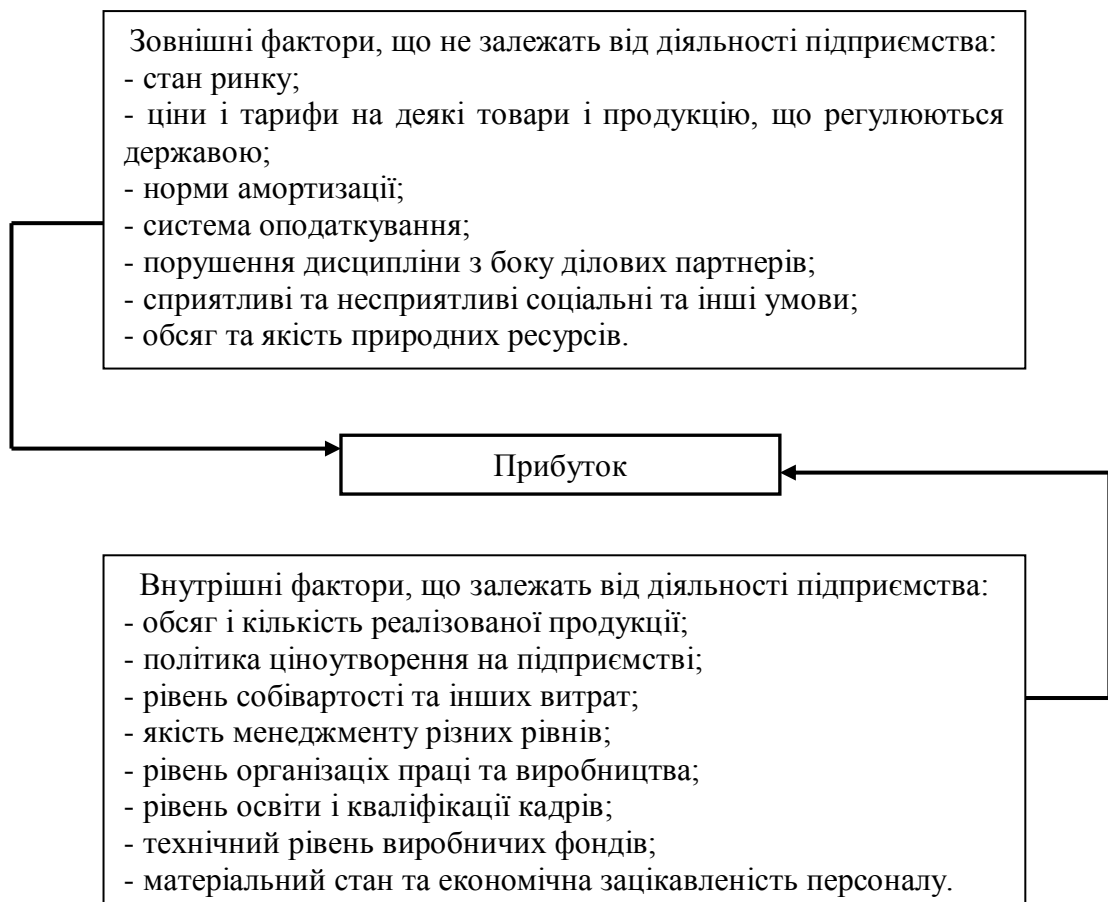 Зовнішні фактори, що не залежать від діяльності підприємства:
- стан ринку;
- ціни і тарифи на деякі товари і продукцію, що регулюються
державою;
- норми амортизації;
- система оподаткування;
- порушення дисципліни з боку ділових партнерів;
- сприятливі та несприятливі соціальні та інші умови;
- обсяг та якість природних ресурсів.
Прибуток
Внутрішні фактори, що залежать від діяльності підприємства:
- обсяг і кількість реалізованої продукції;
- політика ціноутворення на підприємстві;
- рівень собівартості та інших витрат;
- якість менеджменту різних рівнів;
- рівень організаціх праці та виробництва;
- рівень освіти і кваліфікації кадрів;
- технічний рівень виробничих фондів;
- матеріальний стан та економічна зацікавленість персоналу.